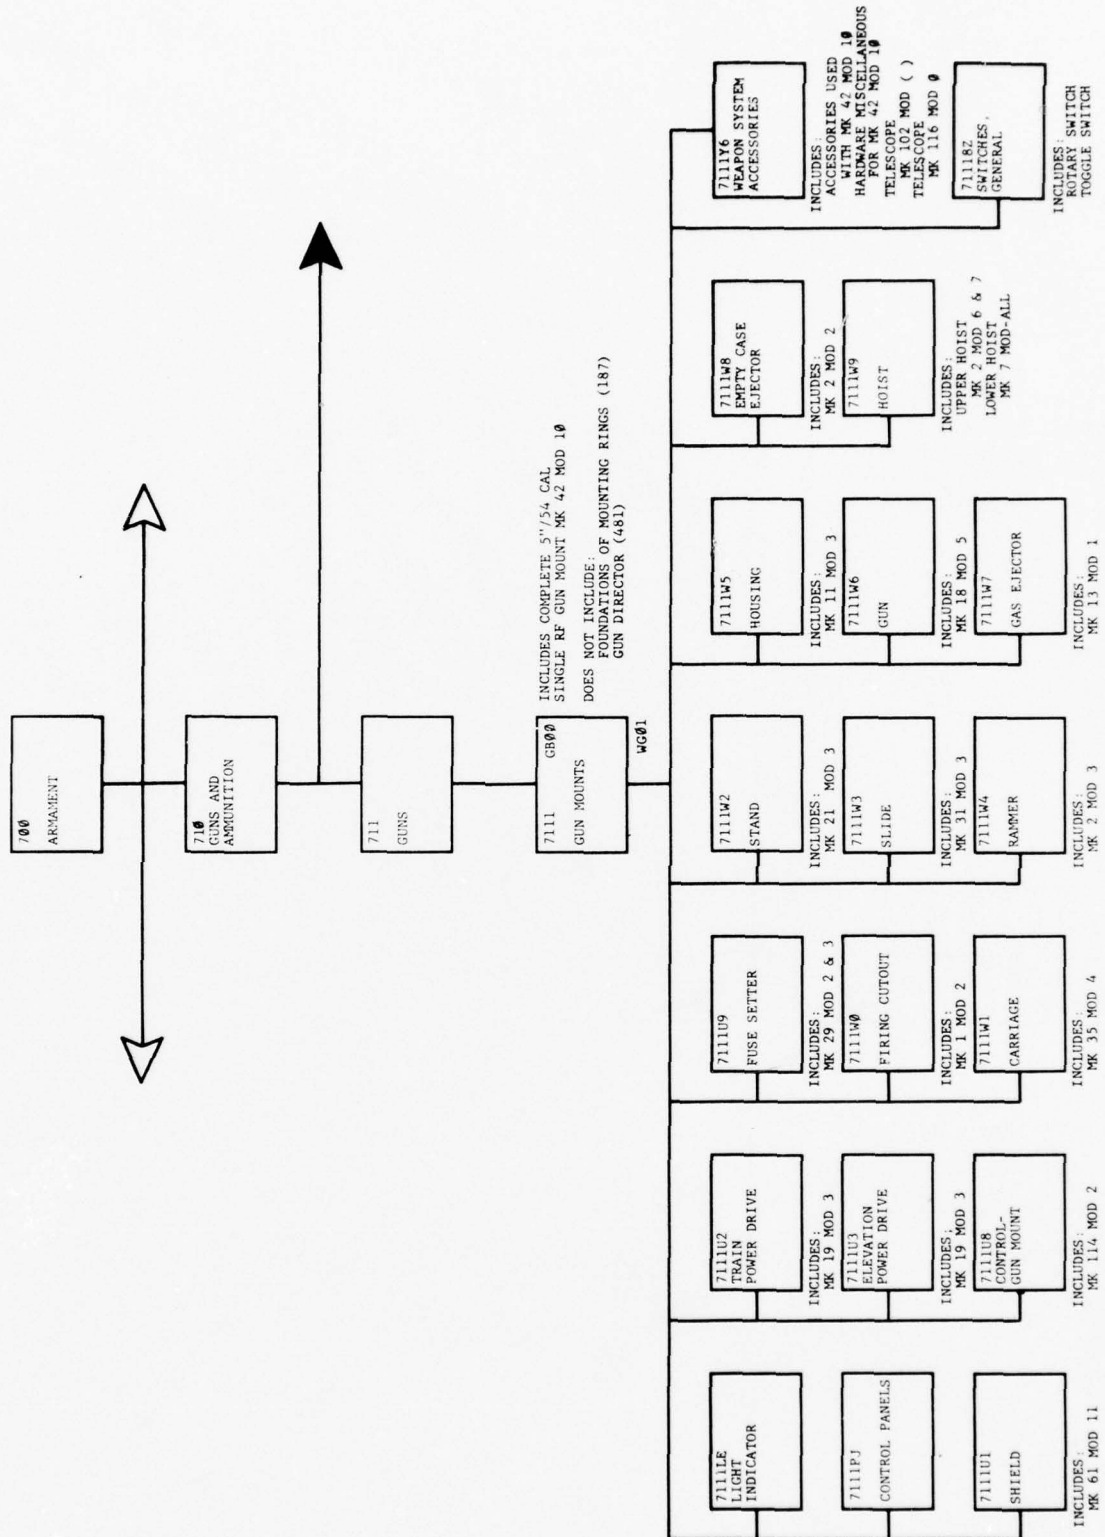 700
ARMAMENT
710
GUNS AND
AMMUNITION
711
GUNS
7111 GB00
GUN MOUNTS
INCLUDES COMPLETE 5"/54 CAL
SINGLE RF GUN MOUNT MK 42 MOD 10
DOES NOT INCLUDE:
FOUNDATIONS OF MOUNTING RINGS (187)
GUN DIRECTOR (481)
WG01
7111LE
LIGHT
INDICATOR
7111PJ
CONTROL PANELS
7111U1
SHIELD
INCLUDES:
MK 61 MOD 11
7111U2
TRAIN
POWER DRIVE
INCLUDES:
MK 19 MOD 3
7111U3
ELEVATION
POWER DRIVE
INCLUDES:
MK 19 MOD 3
7111U8
CONTROL-
GUN MOUNT
INCLUDES:
MK 114 MOD 2
7111U9
FUSE SETTER
INCLUDES:
MK 29 MOD 2 & 3
7111W0
FIRING CUTOUT
INCLUDES:
MK 1 MOD 2
7111W1
CARRIAGE
INCLUDES:
MK 35 MOD 4
7111W2
STAND
INCLUDES:
MK 21 MOD 3
7111W3
SLIDE
INCLUDES:
MK 31 MOD 3
7111W4
RAMMER
INCLUDES:
MK 2 MOD 3
7111W5
HOUSING
INCLUDES:
MK 11 MOD 3
7111W6
GUN
INCLUDES:
MK 18 MOD 5
7111W7
GAS EJECTOR
INCLUDES:
MK 13 MOD 1
7111W8
EMPTY CASE
EJECTOR
INCLUDES:
MK 2 MOD 2
7111W9
HOIST
INCLUDES:
UPPER HOIST
MK 2 MOD 6 & 7
LOWER HOIST
MK 7 MOD-ALL
7111Y6
WEAPON SYSTEM
ACCESSORIES
INCLUDES:
ACCESSORIES USED
WITH MK 42 MOD 10
HARDWARE MISCELLANEOUS
FOR MK 42 MOD 10
TELESCOPE
MK 102 MOD ( )
TELESCOPE
MK 116 MOD 0
71118Z
SWITCHES,
GENERAL
INCLUDES:
ROTARY SWITCH
TOGGLE SWITCH